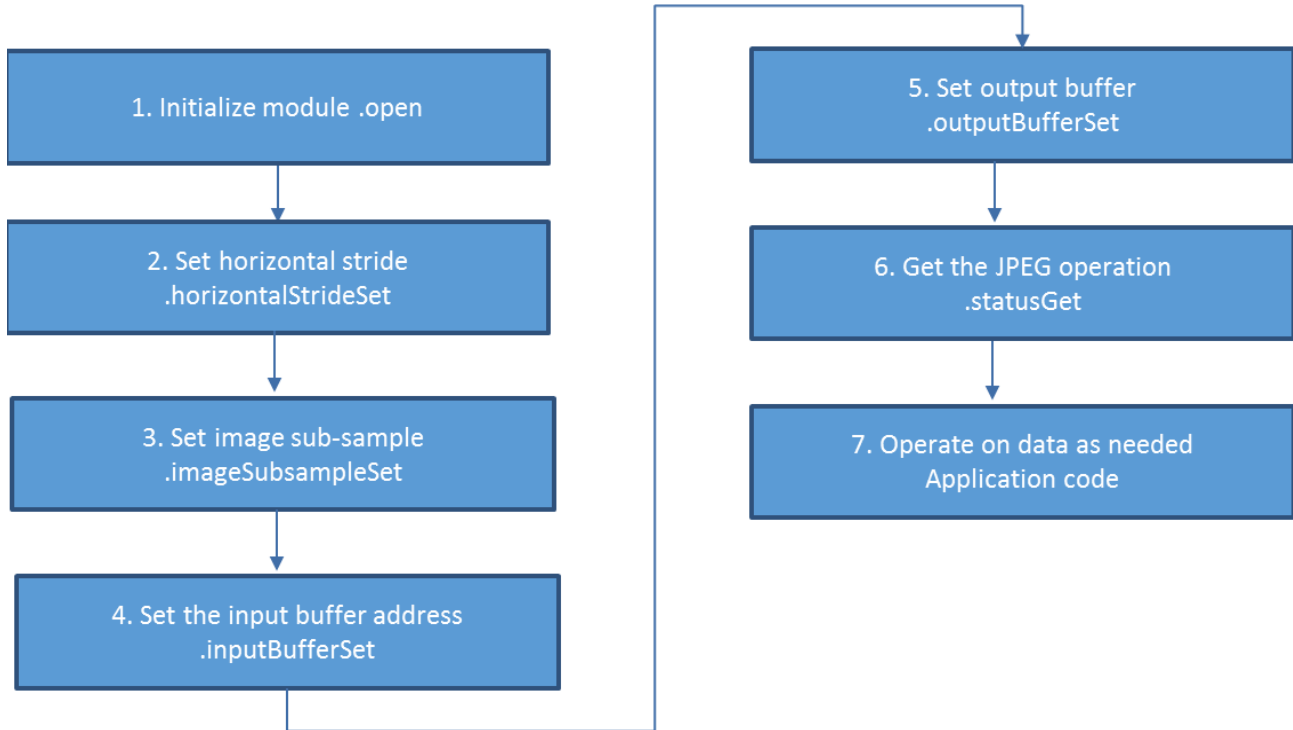 1. Initialize module .open
2. Set horizontal stride
.horizontalStrideSet
3. Set image sub-sample
.imageSubsampleSet
4. Set the input buffer address
.inputBufferSet
5. Set output buffer
.outputBufferSet
6. Get the JPEG operation
.statusGet
7. Operate on data as needed
Application code